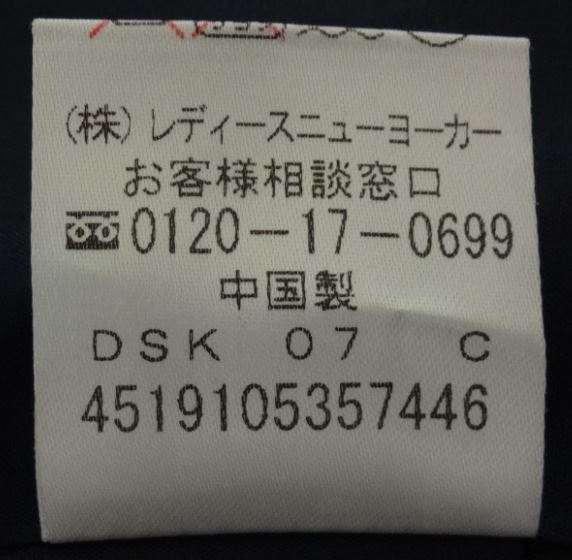 (株)レディースニューヨーカー
お客様相談窓口
0120-17-0699
中国製
DSK 07 C
4519105357446